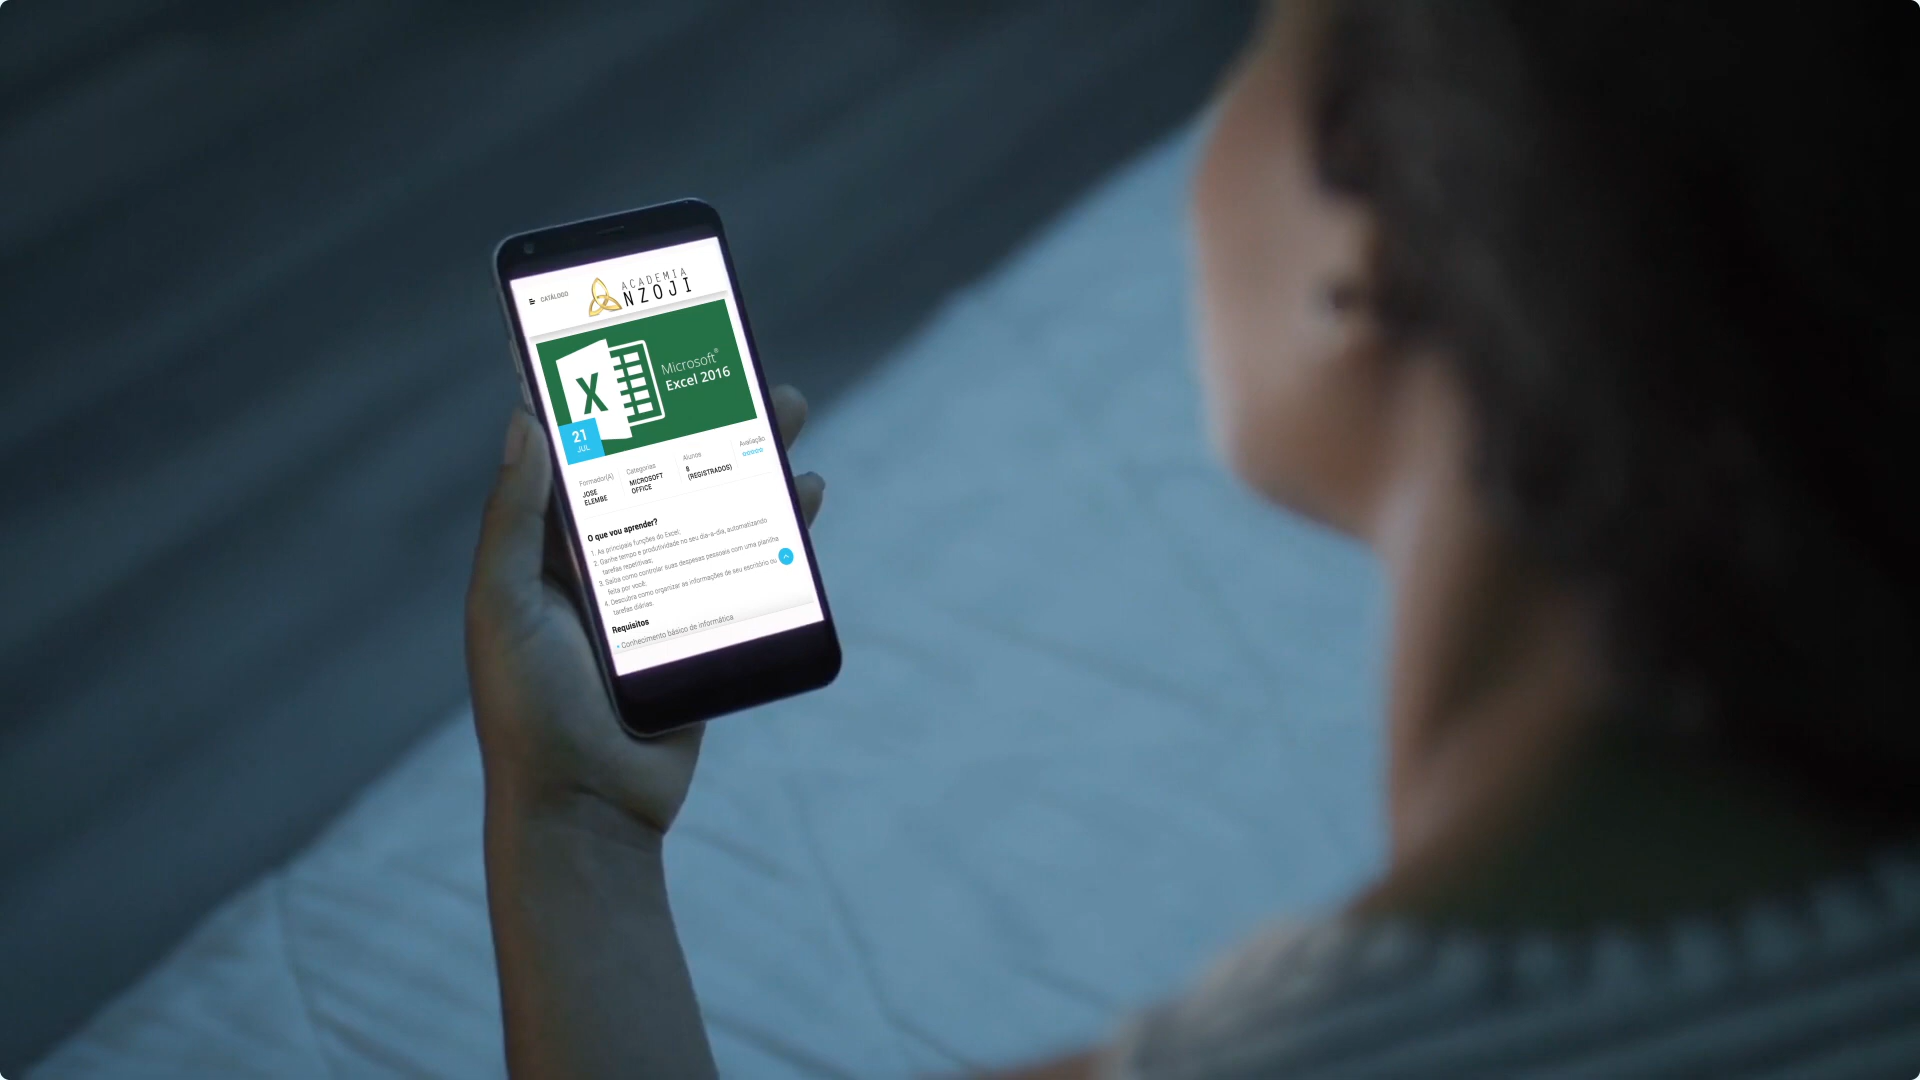 CATÁLOGO
ACADEMIA
NZOJI
Microsoft®
Excel 2016
21
JUL
Formador(A)
JOSE
ELEMBE
Categorias
MICROSOFT
OFFICE
Alunos
8
(REGISTRADOS)
Avaliação
O que vou aprender?
1. As principais funções do Excel;
2. Ganhe tempo e produtividade no seu dia-a-dia, automatizando
tarefas repetitivas;
3. Saiba como controlar suas despesas pessoais com uma planilha
feita por você;
4. Descubra como organizar as informações de seu escritório ou
tarefas diárias.
Requisitos
• Conhecimento básico de informática